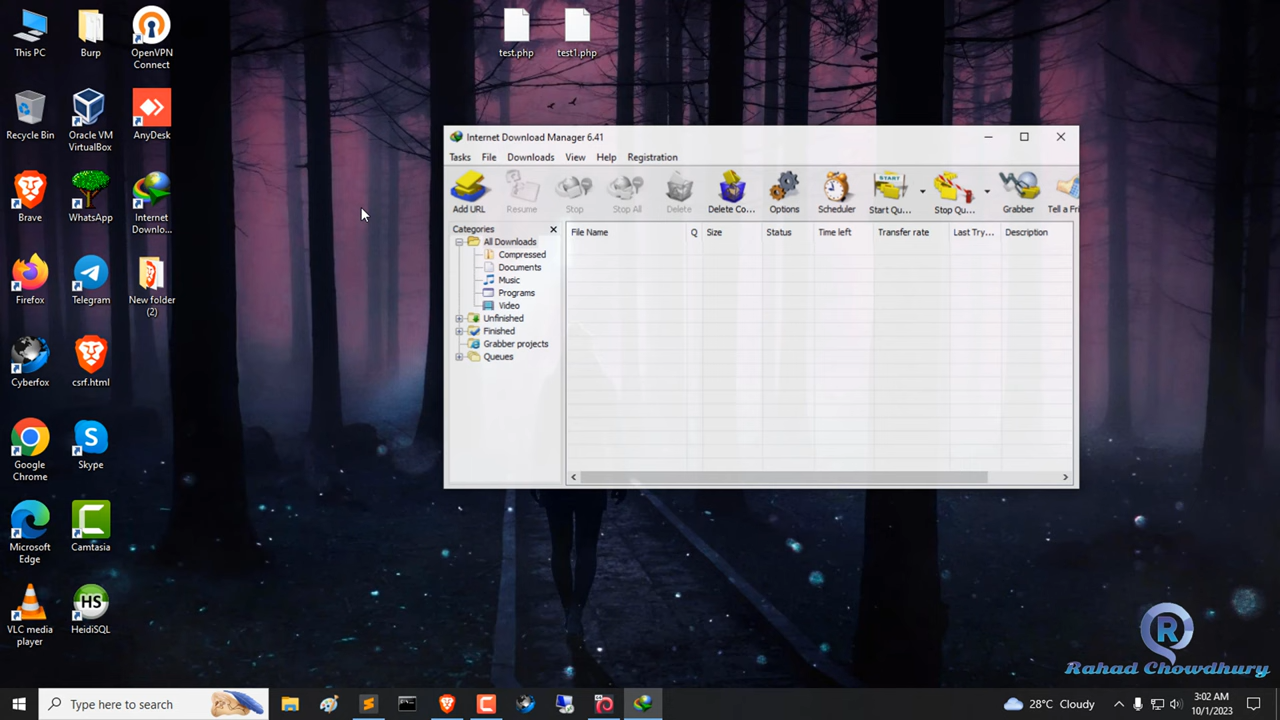 This PC
Burp
OpenVPN
Connect
test.php
test1.php
Recycle Bin
Oracle VM
VirtualBox
AnyDesk
Brave
WhatsApp
Internet
Downlo...
Firefox
Telegram
New folder
(2)
Cyberfox
csrf.html
Google
Chrome
Skype
HS
Microsoft
Edge
Camtasia
VLC media
player
HeidiSQL
Internet Download Manager 6.41
Tasks File Downloads View Help Registration
START
Add URL Resume Stop Stop All Delete Delete Co... Options Scheduler Start Qu... Stop Qu... Grabber Tell a Fri
Categories
File Name Q Size Status Time left Transfer rate Last Try... Description
All Downloads
Compressed
Documents
Music
Programs
Video
Unfinished
Finished
Grabber projects
Queues
R
Rahad Chowdhury
Type here to search
28°C Cloudy
3:02 AM
10/1/2023